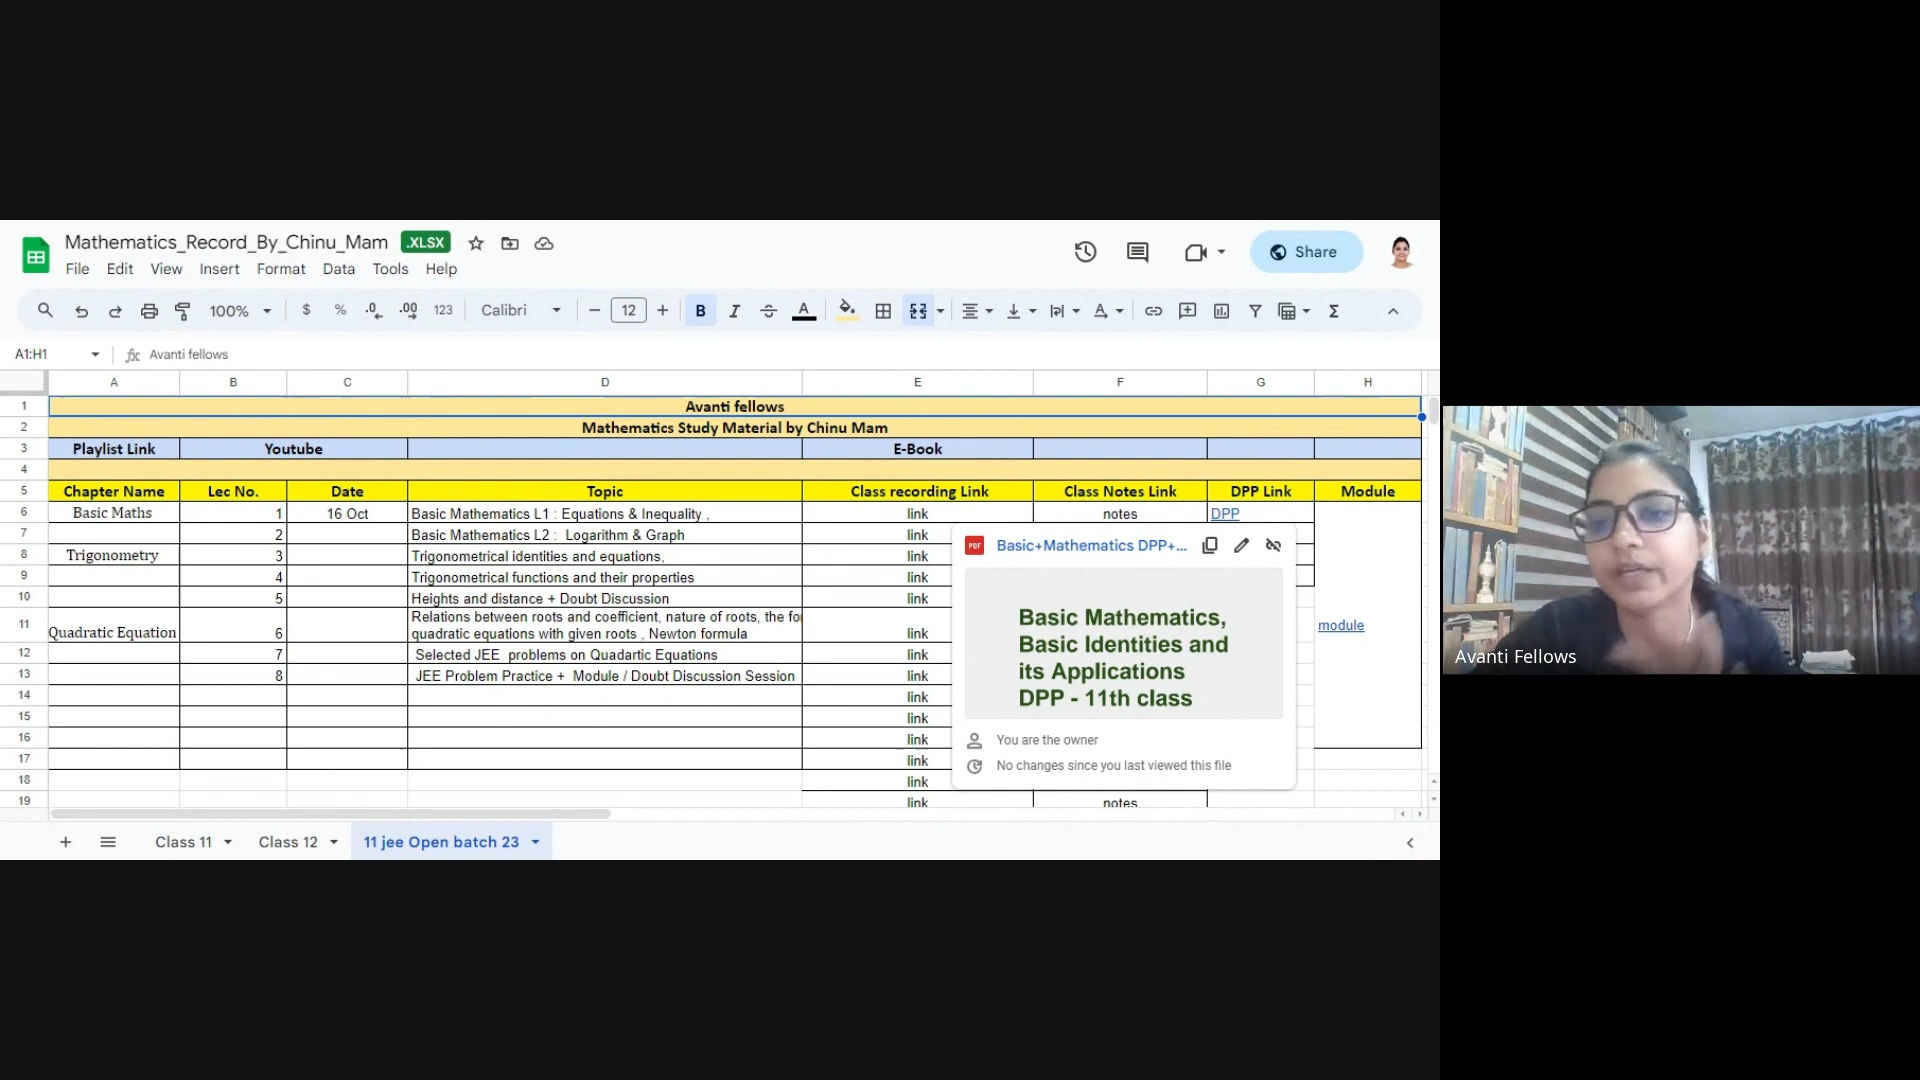 Mathematics_Record_By_Chinu_Mam .XLSX
File Edit View Insert Format Data Tools Help
Share
100% $ % .0 .00 123 Calibri 12 B I A Σ
A1:H1 fx Avanti fellows
A B C D E F G H
1 Avanti fellows
2 Mathematics Study Material by Chinu Mam
3 Playlist Link Youtube E-Book
4
5 Chapter Name Lec No. Date Topic Class recording Link Class Notes Link DPP Link Module
6 Basic Maths 1 16 Oct Basic Mathematics L1 : Equations & Inequality , link notes DPP
7 2 Basic Mathematics L2 : Logarithm & Graph link
8 Trigonometry 3 Trigonometrical identities and equations, link
9 4 Trigonometrical functions and their properties link
10 5 Heights and distance + Doubt Discussion link
Relations between roots and coefficient, nature of roots, the for
11 Quadratic Equation 6 quadratic equations with given roots , Newton formula link module
12 7 Selected JEE problems on Quadartic Equations link
13 8 JEE Problem Practice + Module / Doubt Discussion Session link
14 link
15 link
16 link
17 link
18 link
19 link notes
PDF Basic+Mathematics DPP+...
Basic Mathematics,
Basic Identities and
its Applications
DPP - 11th class
You are the owner
No changes since you last viewed this file
Class 11 Class 12 11 jee Open batch 23
Avanti Fellows